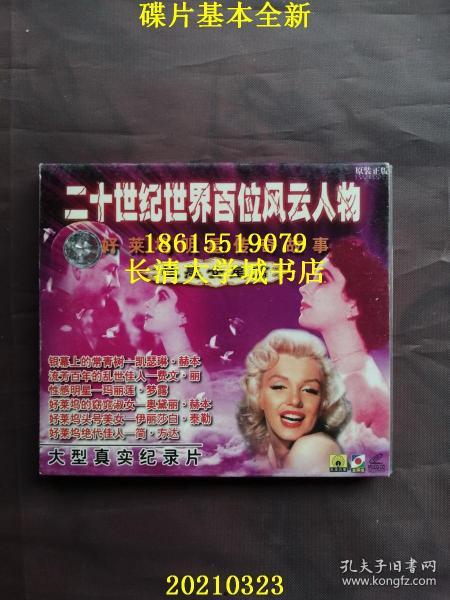 碟片基本全新
原装正版
二十世纪世界百位风云人物
好莱
事
18615519079
长清大学城书店
银幕上的常青树—凯瑟琳·赫本
流芳百年的乱世佳人—费文·丽
性感明星—玛丽莲·梦露
好莱坞的窈窕淑女—奥黛丽·赫本
好莱坞头号美女—伊丽莎白·泰勒
好莱坞绝代佳人—简·方达
大型真实纪录片
孔夫子旧书网
www.kongfz.com
20210323